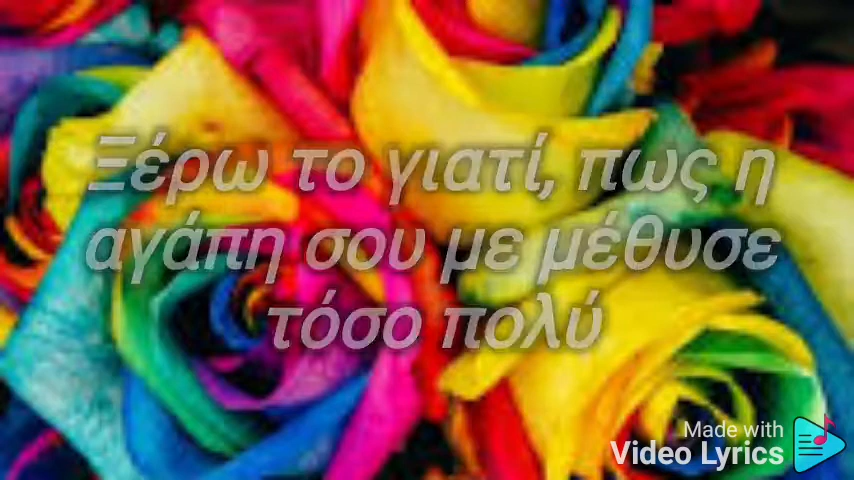 Ξέρω το γιατί, πως η
αγάπη σου με μέθυσε
τόσο πολύ
Made with
Video Lyrics